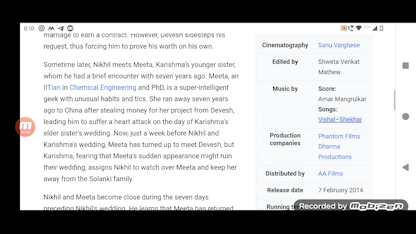 8:18
marriage to earn a contract. However, Devesh sidesteps his
request, thus forcing him to prove his worth on his own.
Sometime later, Nikhil meets Meeta, Karishma's younger sister,
whom he had a brief encounter with seven years ago. Meeta, an
IITian in Chemical Engineering and PhD, is a super-intelligent
geek with unusual habits and tics. She ran away seven years
ago to China after stealing money for her project from Devesh,
leading him to suffer a heart attack on the day of Karishma's
elder sister's wedding. Now, just a week before Nikhil and
Karishma's wedding, Meeta has turned up to meet Devesh, but
Karishma, fearing that Meeta's sudden appearance might ruin
their wedding, assigns Nikhil to watch over Meeta and keep her
away from the Solanki family.
Nikhil and Meeta become close during the seven days
preceding Nikhil's wedding. He learns that Meeta has returned
Cinematography Sanu Varghese
Edited by Shweta Venkat
Mathew
Music by Score:
Amar Mangrulkar
Songs:
Vishal–Shekhar
Production Phantom Films
companies Dharma
Productions
Distributed by AA Films
Release date 7 February 2014
Running
Recorded by Mobizen